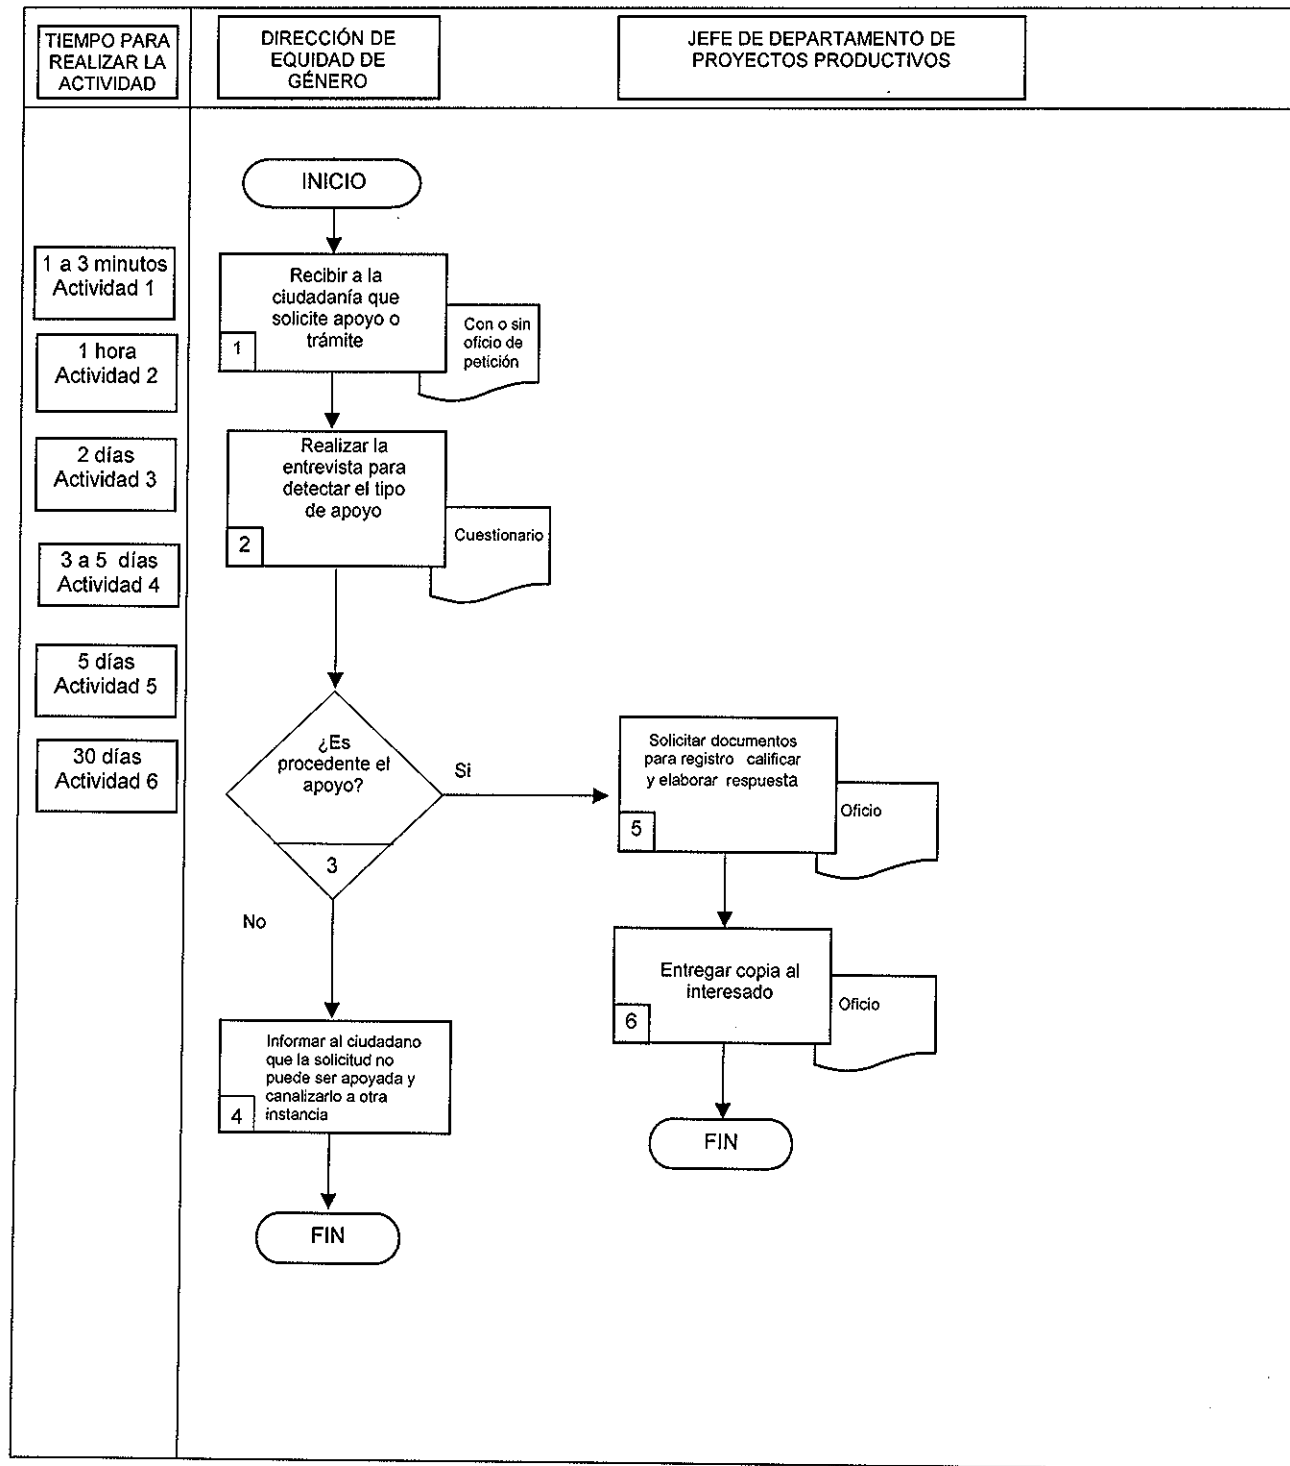 TIEMPO PARA
REALIZAR LA
ACTIVIDAD
DIRECCIÓN DE
EQUIDAD DE
GÉNERO
JEFE DE DEPARTAMENTO DE
PROYECTOS PRODUCTIVOS
INICIO
1 a 3 minutos
Actividad 1
1 hora
Actividad 2
2 días
Actividad 3
3 a 5 días
Actividad 4
5 días
Actividad 5
30 días
Actividad 6
Recibir a la
ciudadanía que
solicite apoyo o
trámite
1
Con o sin
oficio de
petición
Realizar la
entrevista para
detectar el tipo
de apoyo
2
Cuestionario
¿Es
procedente el
apoyo?
3
Si
No
Solicitar documentos
para registro calificar
y elaborar respuesta
5
Oficio
Entregar copia al
interesado
6
Oficio
FIN
Informar al ciudadano
que la solicitud no
puede ser apoyada y
canalizarlo a otra
instancia
4
FIN